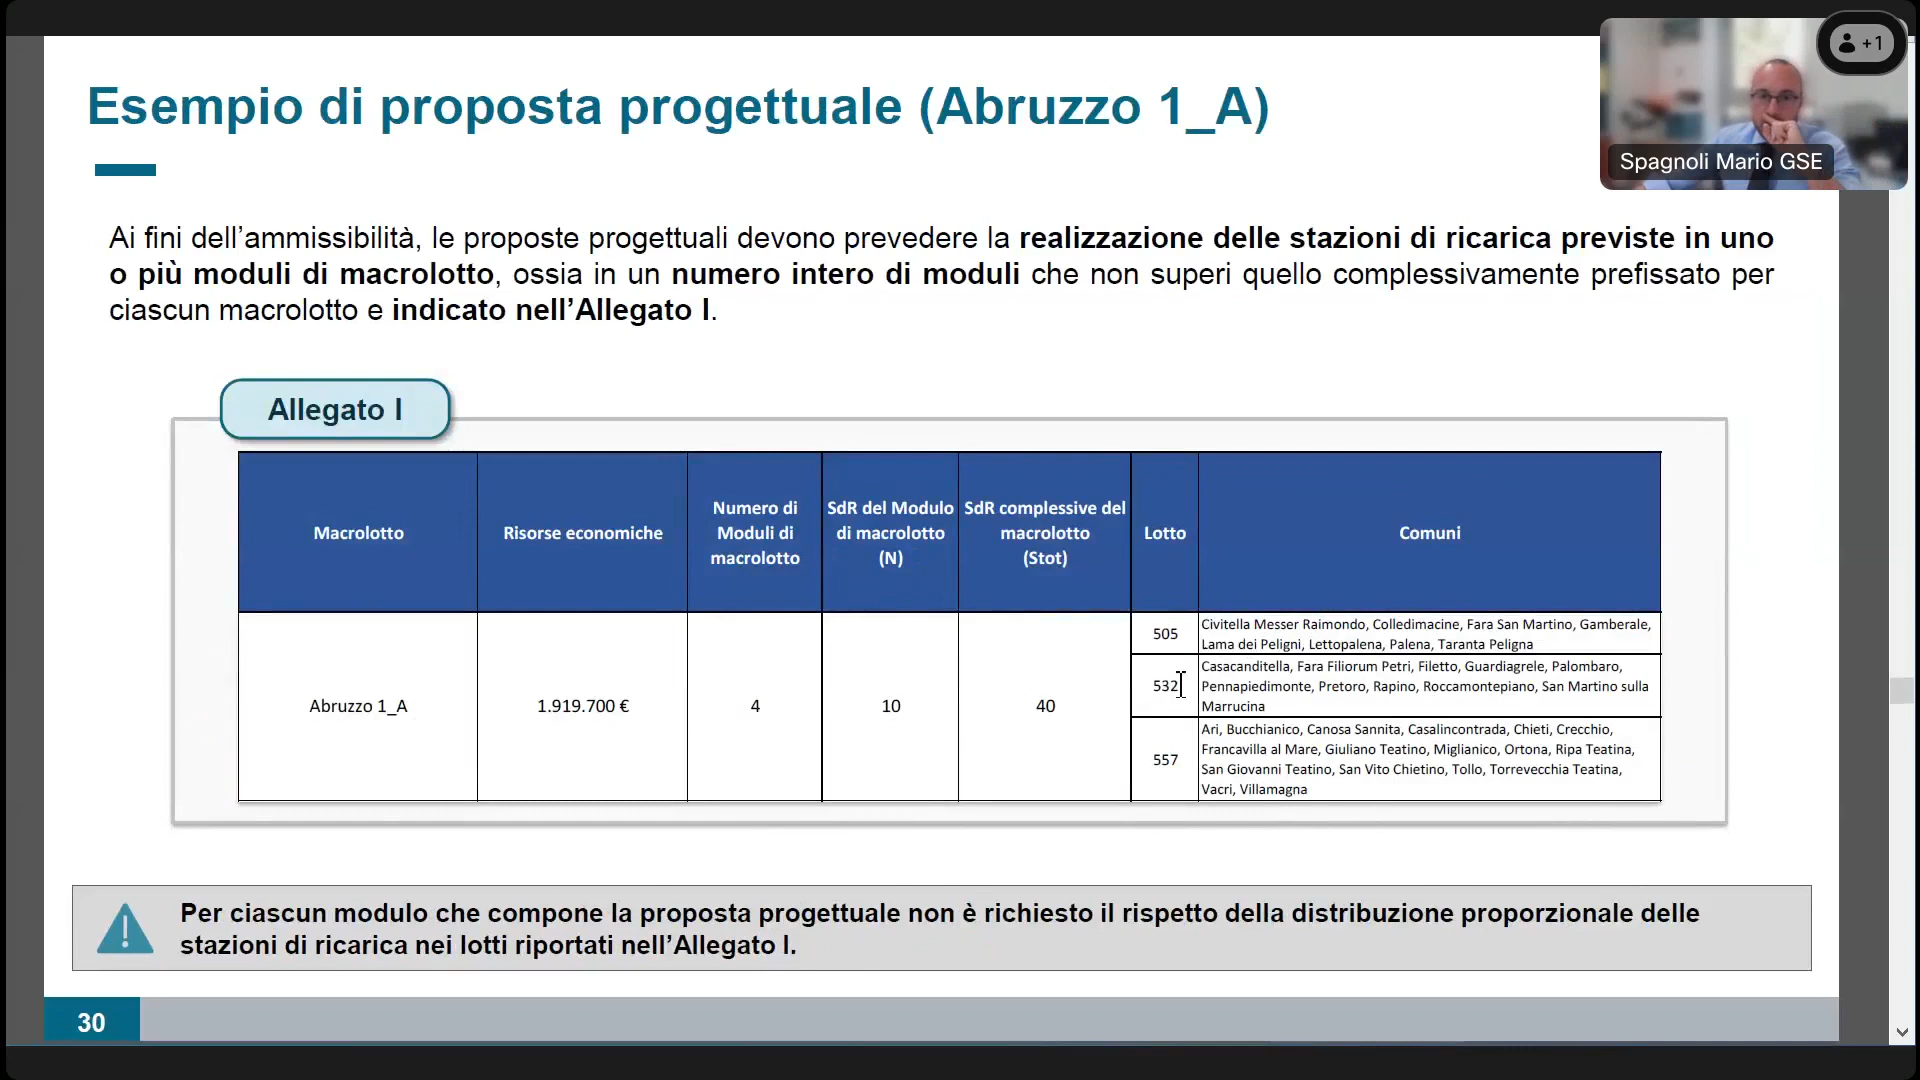 +1
Spagnoli Mario GSE
Esempio di proposta progettuale (Abruzzo 1_A)
Ai fini dell’ammissibilità, le proposte progettuali devono prevedere la realizzazione delle stazioni di ricarica previste in uno
o più moduli di macrolotto, ossia in un numero intero di moduli che non superi quello complessivamente prefissato per
ciascun macrolotto e indicato nell’Allegato I.
Allegato I
Macrolotto
Risorse economiche
Numero di
Moduli di
macrolotto
SdR del Modulo
di macrolotto
(N)
SdR complessive del
macrolotto
(Stot)
Lotto
Comuni
Abruzzo 1_A
1.919.700 €
4
10
40
505
Civitella Messer Raimondo, Colledimacine, Fara San Martino, Gamberale,
Lama dei Peligni, Lettopalena, Palena, Taranta Peligna
532
Casacanditella, Fara Filiorum Petri, Filetto, Guardiagrele, Palombaro,
Pennapiedimonte, Pretoro, Rapino, Roccamontepiano, San Martino sulla
Marrucina
557
Ari, Bucchianico, Canosa Sannita, Casalincontrada, Chieti, Crecchio,
Francavilla al Mare, Giuliano Teatino, Miglianico, Ortona, Ripa Teatina,
San Giovanni Teatino, San Vito Chietino, Tollo, Torrevecchia Teatina,
Vacri, Villamagna
Per ciascun modulo che compone la proposta progettuale non è richiesto il rispetto della distribuzione proporzionale delle
stazioni di ricarica nei lotti riportati nell’Allegato I.
30